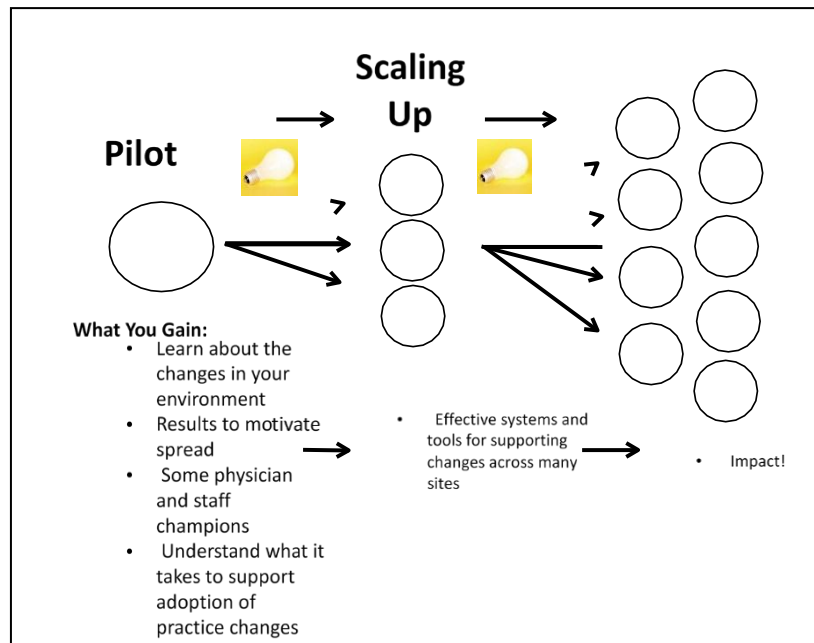 Scaling
Up
Pilot
What You Gain:
• Learn about the
changes in your
environment
• Results to motivate
spread
• Some physician
and staff
champions
• Understand what it
takes to support
adoption of
practice changes
• Effective systems and
tools for supporting
changes across many
sites
• Impact!